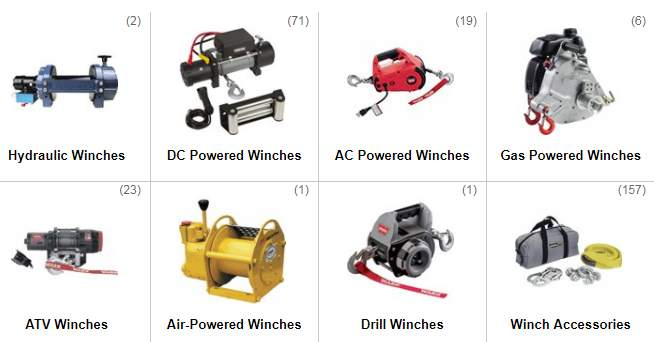 (2) (71) (19) (6)
Hydraulic Winches DC Powered Winches AC Powered Winches Gas Powered Winches
(23) (1) (1) (157)
ATV Winches Air-Powered Winches Drill Winches Winch Accessories